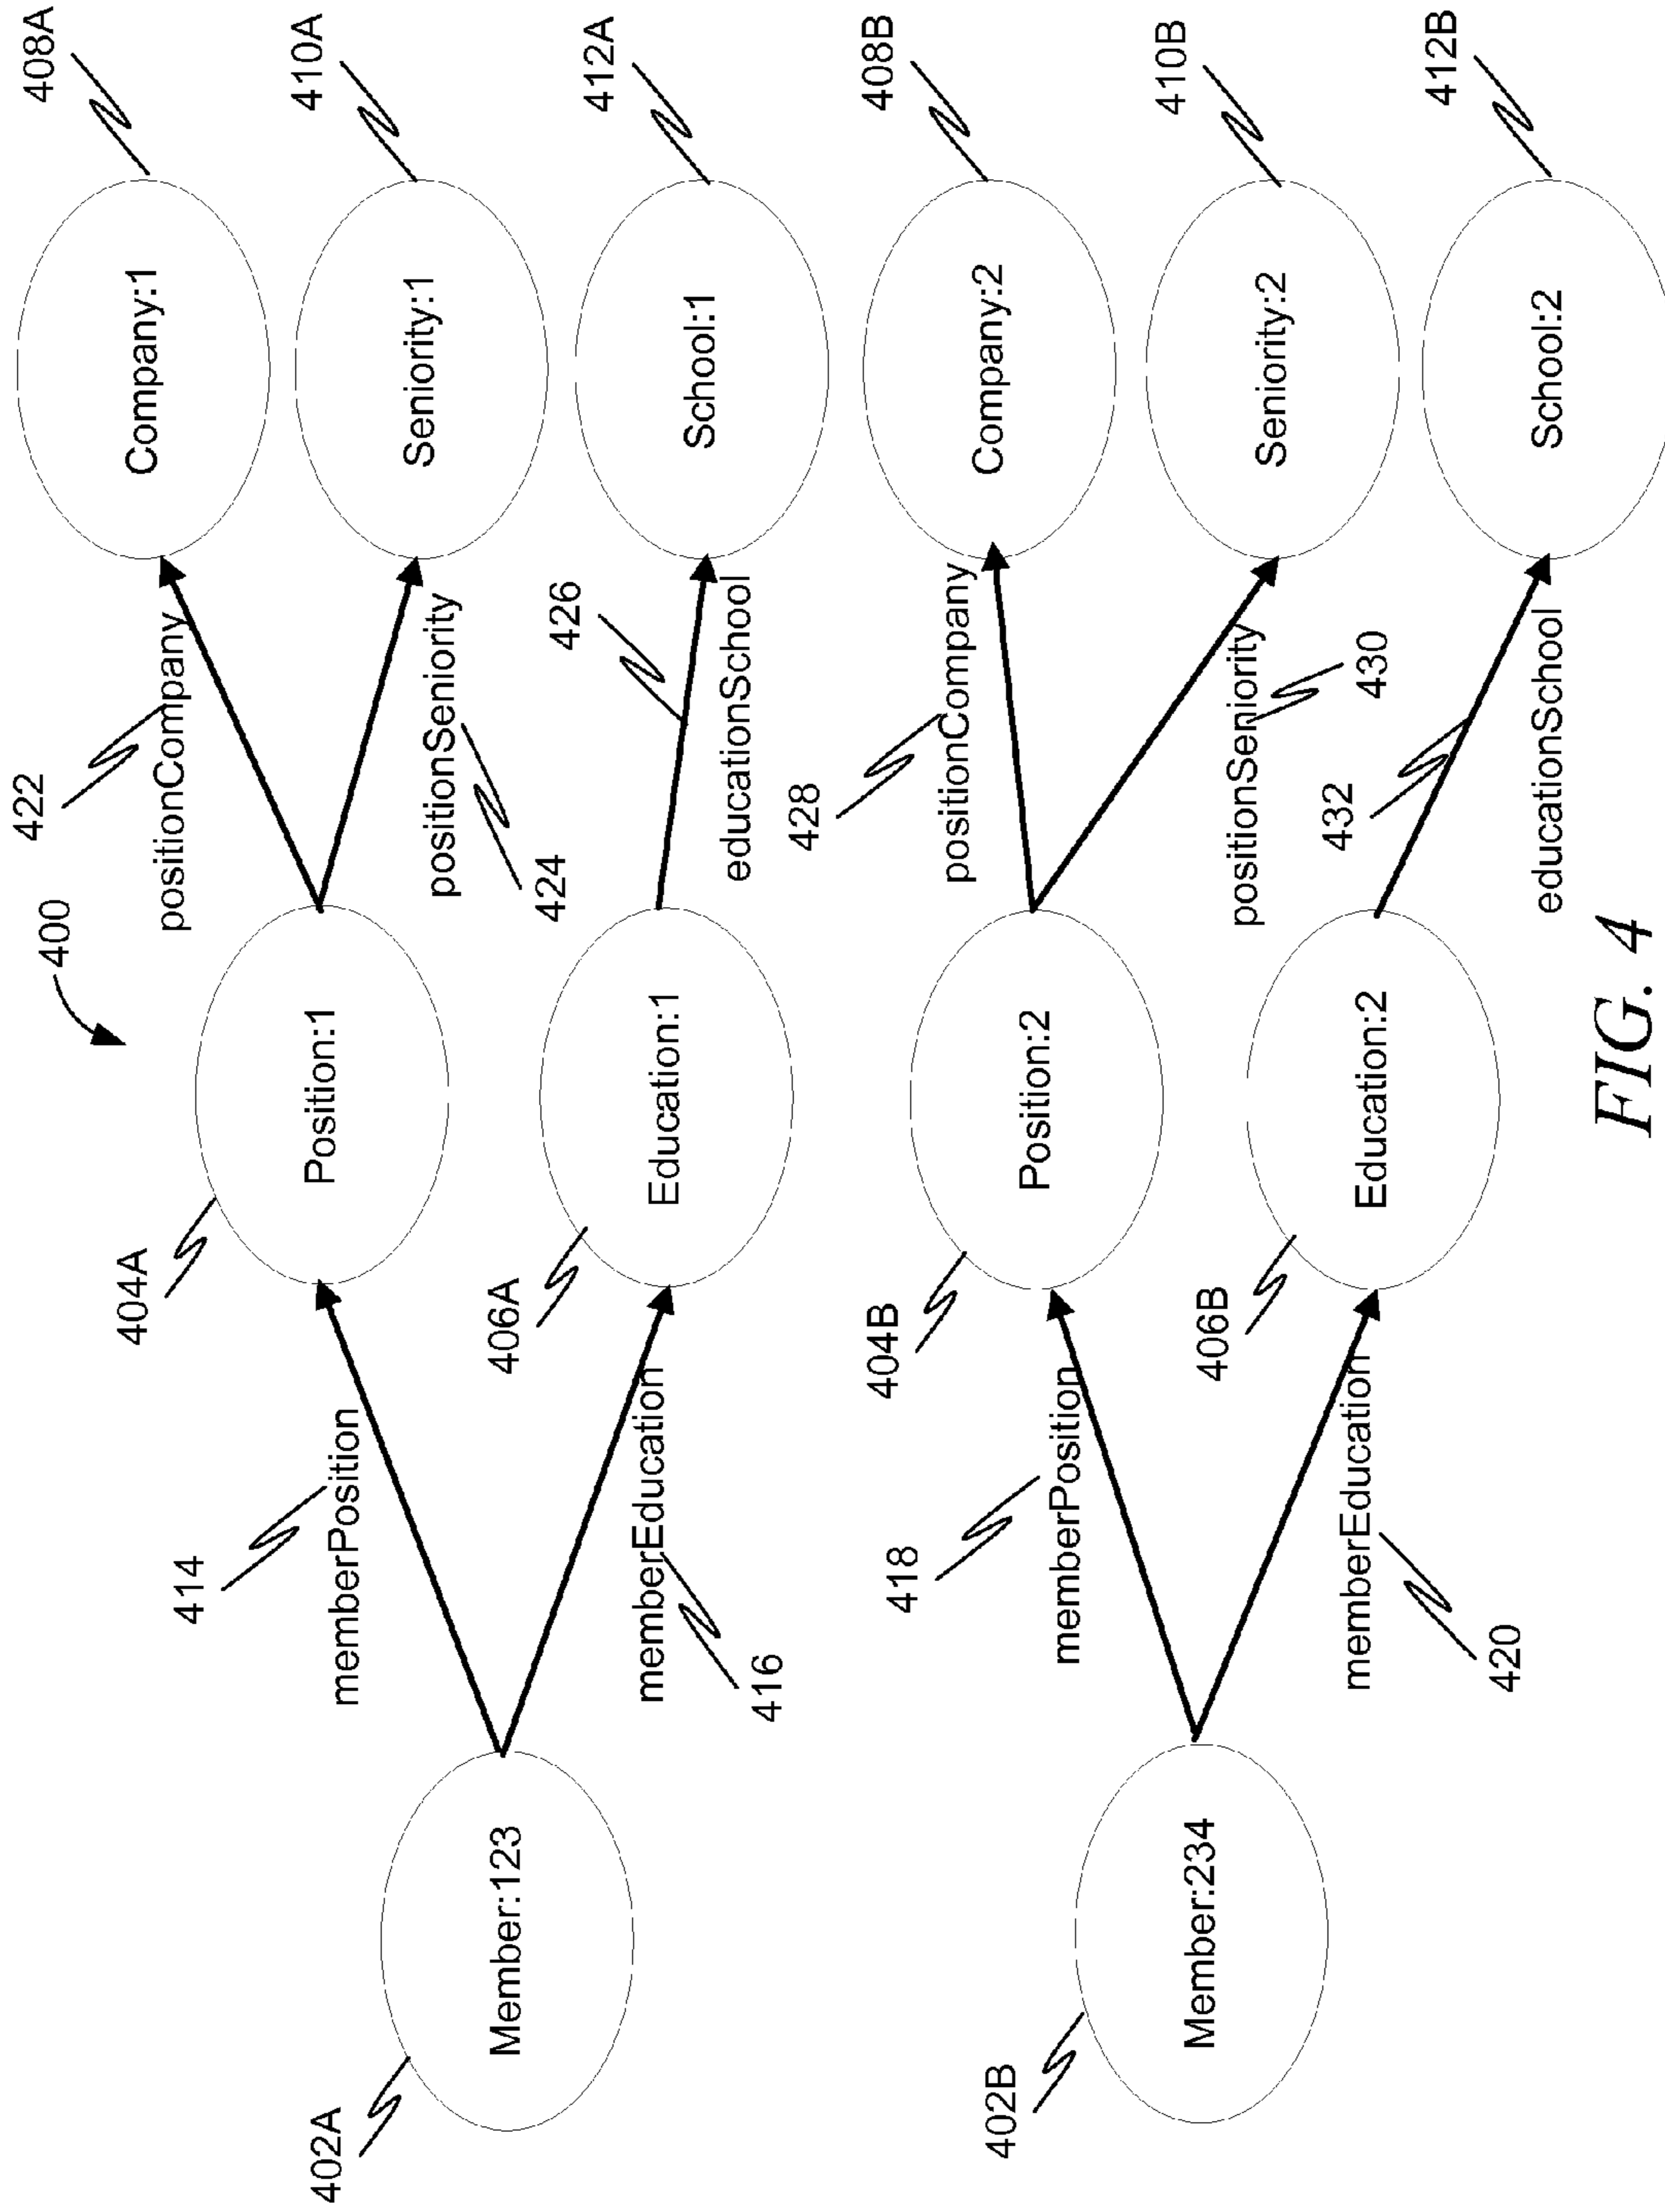 400
422
408A
positionCompany
Company:1
404A
414
Position:1
410A
memberPosition
positionSeniority
Seniority:1
424
402A
Member:123
406A
426
412A
memberEducation
Education:1
educationSchool
School:1
416
418
404B
428
408B
memberPosition
Position:2
positionCompany
Company:2
402B
Member:234
410B
406B
positionSeniority
Seniority:2
430
memberEducation
Education:2
432
412B
420
educationSchool
School:2
FIG. 4